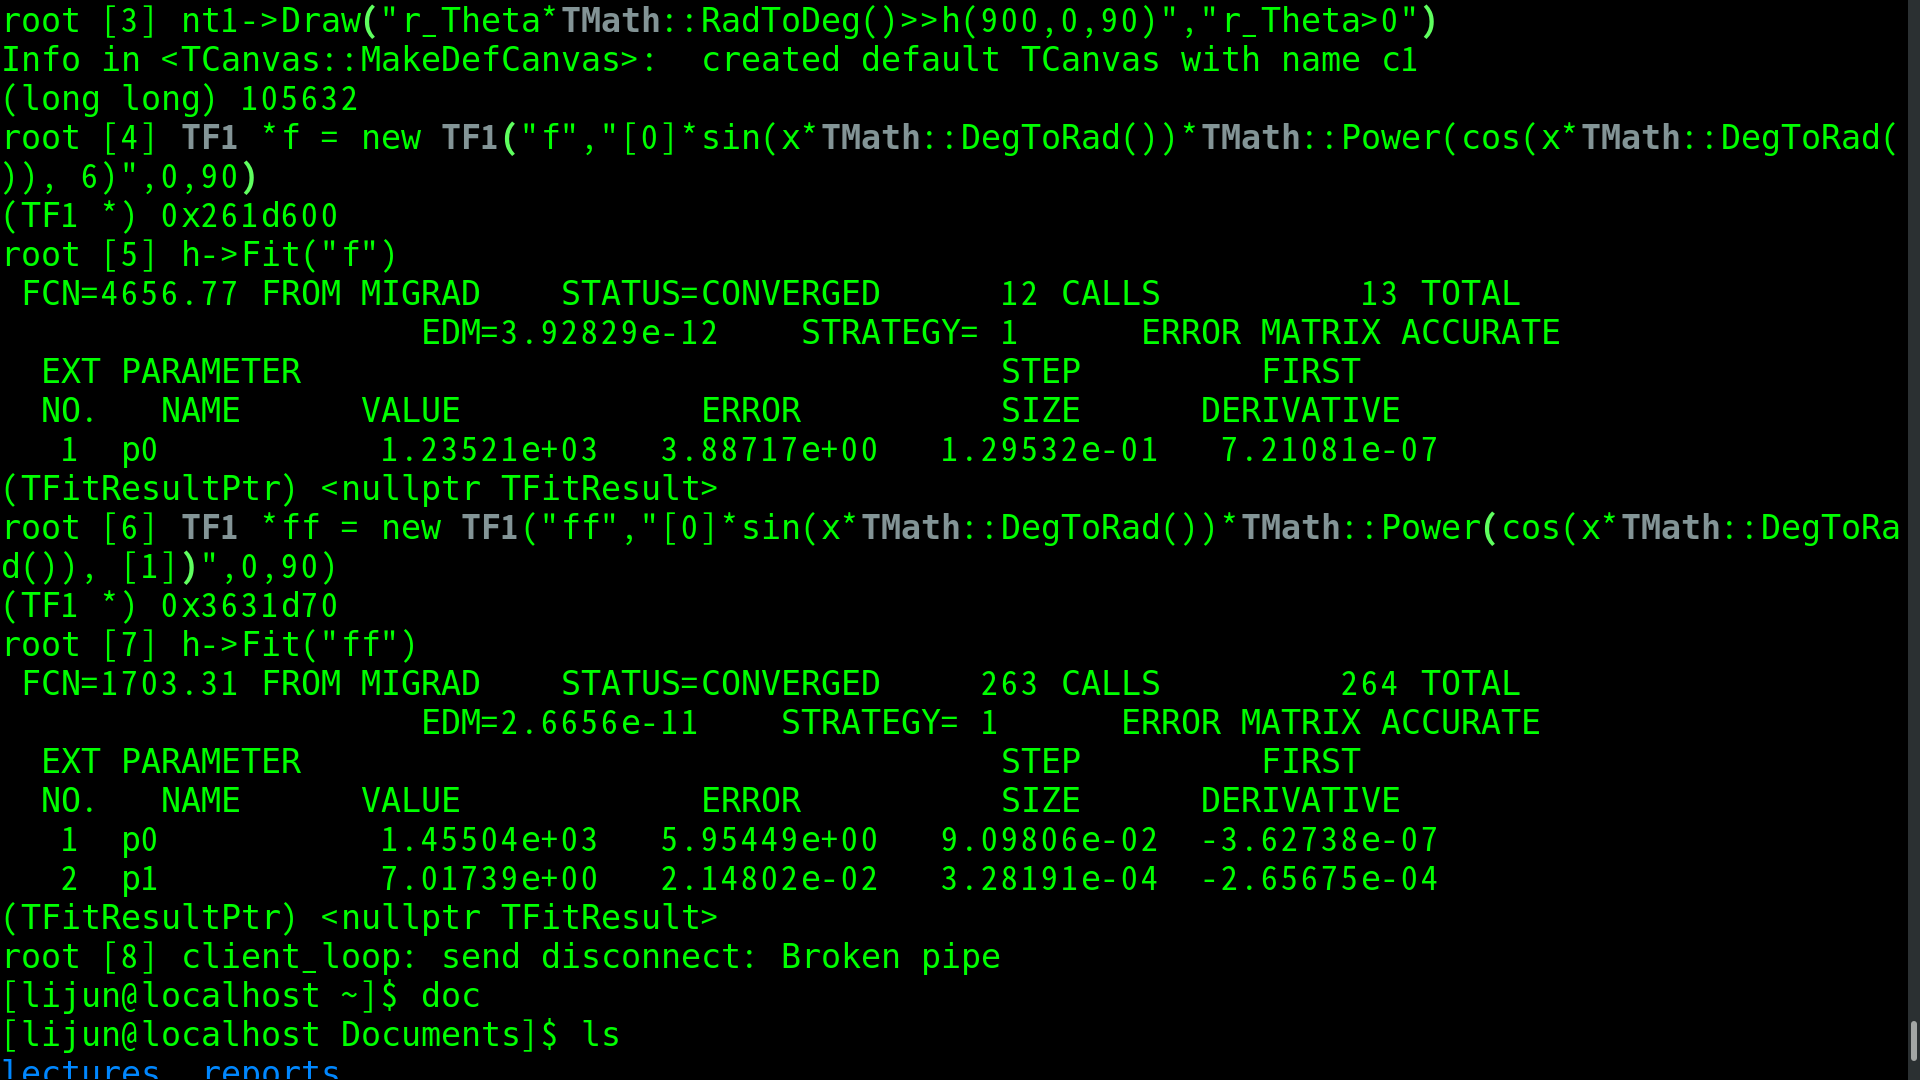 root [3] nt1->Draw("r_Theta*TMath::RadToDeg()>>h(900,0,90)","r_Theta>0")
Info in <TCanvas::MakeDefCanvas>:  created default TCanvas with name c1
(long long) 105632
root [4] TF1 *f = new TF1("f","[0]*sin(x*TMath::DegToRad())*TMath::Power(cos(x*TMath::DegToRad(
)), 6)",0,90)
(TF1 *) 0x261d600
root [5] h->Fit("f")
 FCN=4656.77 FROM MIGRAD    STATUS=CONVERGED      12 CALLS          13 TOTAL
                     EDM=3.92829e-12    STRATEGY= 1      ERROR MATRIX ACCURATE
  EXT PARAMETER                                   STEP         FIRST
  NO.   NAME      VALUE            ERROR          SIZE      DERIVATIVE
   1  p0           1.23521e+03   3.88717e+00   1.29532e-01   7.21081e-07
(TFitResultPtr) <nullptr TFitResult>
root [6] TF1 *ff = new TF1("ff","[0]*sin(x*TMath::DegToRad())*TMath::Power(cos(x*TMath::DegToRa
d()), [1])",0,90)
(TF1 *) 0x3631d70
root [7] h->Fit("ff")
 FCN=1703.31 FROM MIGRAD    STATUS=CONVERGED     263 CALLS         264 TOTAL
                     EDM=2.6656e-11    STRATEGY= 1      ERROR MATRIX ACCURATE
  EXT PARAMETER                                   STEP         FIRST
  NO.   NAME      VALUE            ERROR          SIZE      DERIVATIVE
   1  p0           1.45504e+03   5.95449e+00   9.09806e-02  -3.62738e-07
   2  p1           7.01739e+00   2.14802e-02   3.28191e-04  -2.65675e-04
(TFitResultPtr) <nullptr TFitResult>
root [8] client_loop: send disconnect: Broken pipe
[lijun@localhost ~]$ doc
[lijun@localhost Documents]$ ls
lectures  reports